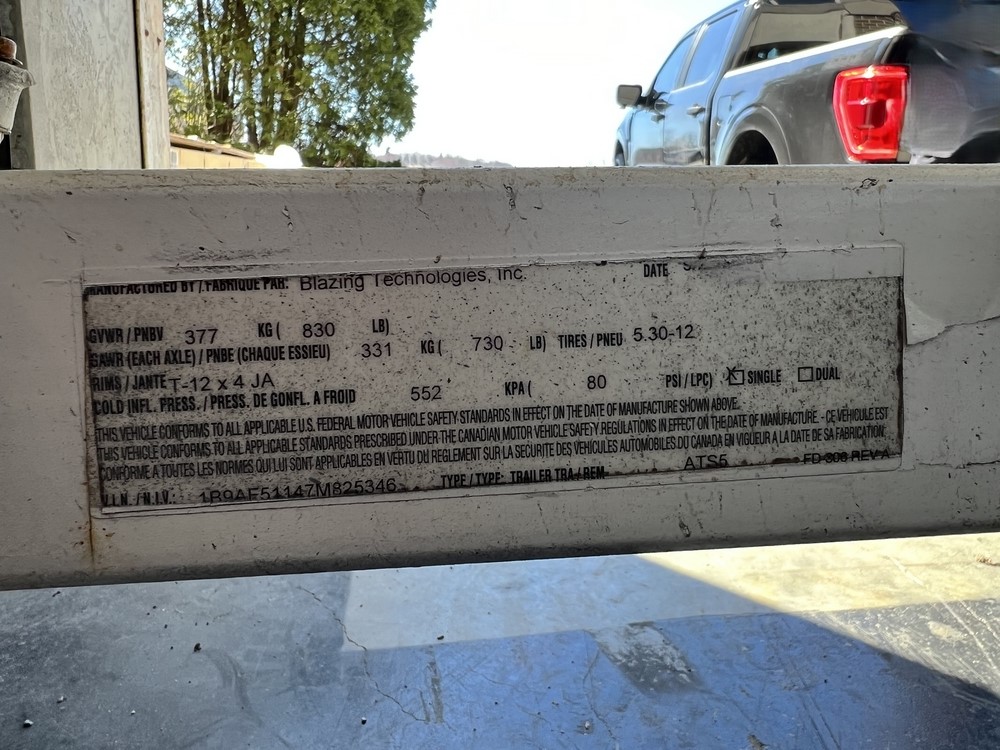 MANUFACTURED BY / FABRIQUE PAR: Blazing Technologies, Inc. DATE
GVWR / PNBV 377 KG ( 830 LB)
GAWR (EACH AXLE) / PNBE (CHAQUE ESSIEU) 331 KG ( 730 LB) TIRES / PNEU 5.30-12
RIMS / JANTE T-12 x 4 JA
COLD INFL. PRESS. / PRESS. DE GONFL. A FROID 552 KPA ( 80 PSI / LPC) X SINGLE DUAL
THIS VEHICLE CONFORMS TO ALL APPLICABLE U.S. FEDERAL MOTOR VEHICLE SAFETY STANDARDS IN EFFECT ON THE DATE OF MANUFACTURE SHOWN ABOVE.
THIS VEHICLE CONFORMS TO ALL APPLICABLE STANDARDS PRESCRIBED UNDER THE CANADIAN MOTOR VEHICLE SAFETY REGULATIONS IN EFFECT ON THE DATE OF MANUFACTURE - CE VEHICULE EST
CONFORME A TOUTES LES NORMES QUI LUI SONT APPLICABLES EN VERTU DU REGLEMENT SUR LA SECURITE DES VEHICULES AUTOMOBILES DU CANADA EN VIGUEUR A LA DATE DE SA FABRICATION
V.I.N. / N.I.V.: 1B9AF51147M825346 TYPE / TYPE: TRAILER TRA / REM ATS5 FD-306 REV A